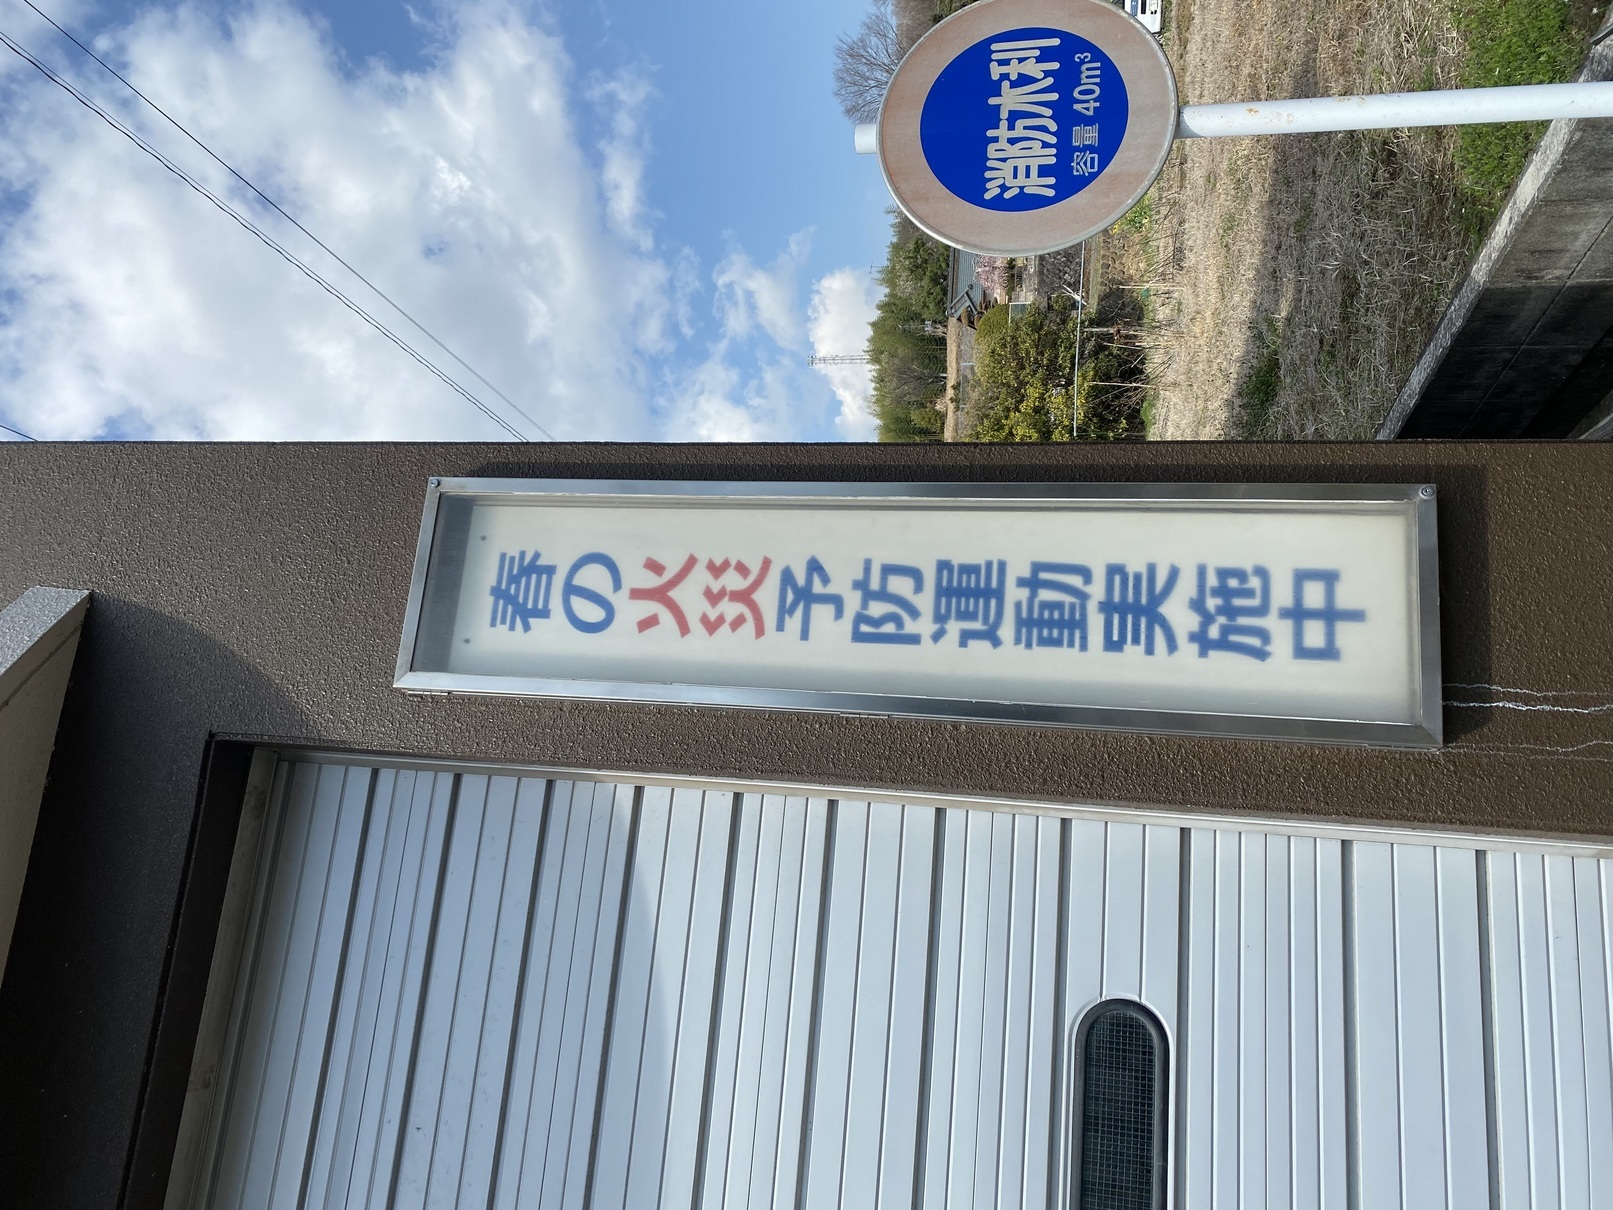 春の火災予防運動実施中
消防水利
容量 40m³